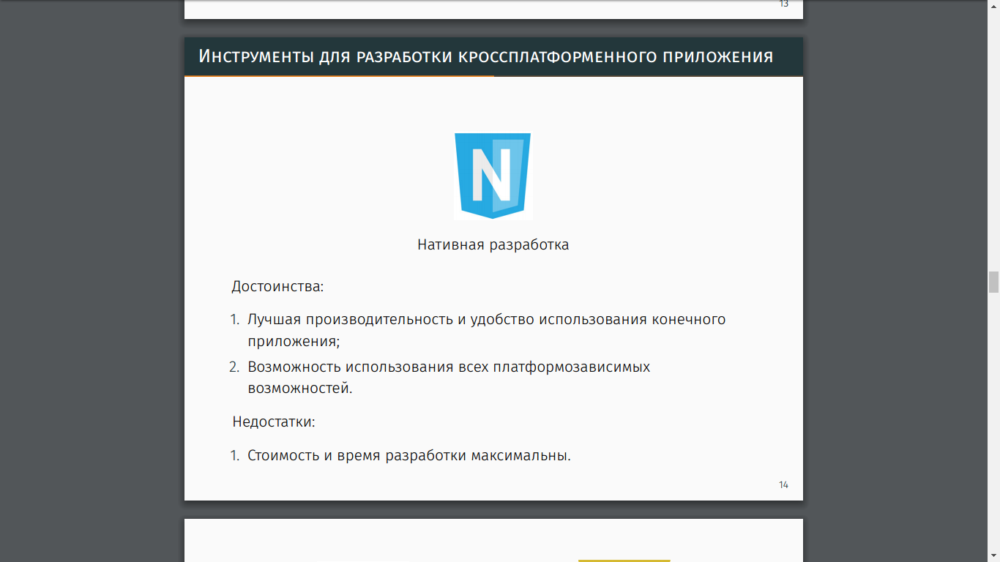 13
Инструменты для разработки кроссплатформенного приложения
N
Нативная разработка
Достоинства:
1. Лучшая производительность и удобство использования конечного
приложения;
2. Возможность использования всех платформозависимых
возможностей.
Недостатки:
1. Стоимость и время разработки максимальны.
14